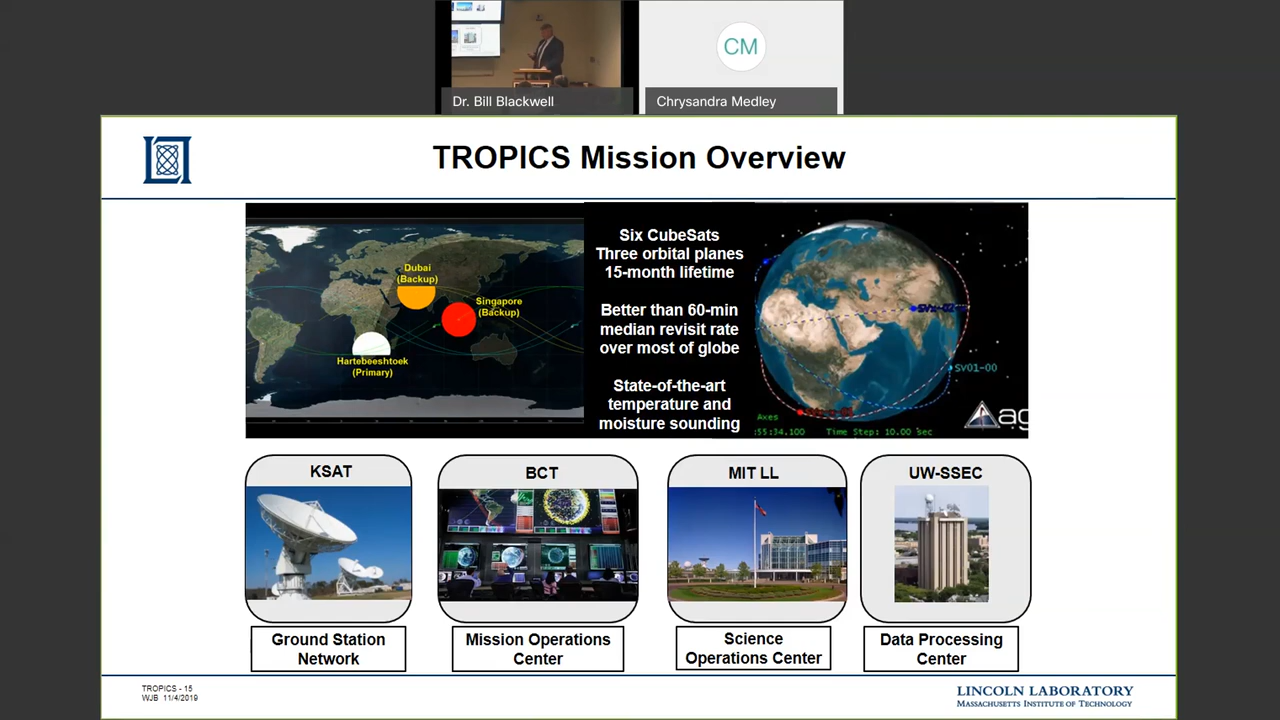 Dr. Bill Blackwell
CM
Chrysandra Medley
TROPICS Mission Overview
Dubai
(Backup)
Singapore
(Backup)
Hartebeeshtoek
(Primary)
Six CubeSats
Three orbital planes
15-month lifetime
Better than 60-min
median revisit rate
over most of globe
State-of-the-art
temperature and
moisture sounding
SV01-00
Axes
:55:34.100
Time Step: 10.00 sec
KSAT
BCT
MIT LL
UW-SSEC
Ground Station
Network
Mission Operations
Center
Science
Operations Center
Data Processing
Center
TROPICS - 15
WJB 11/4/2019
LINCOLN LABORATORY
MASSACHUSETTS INSTITUTE OF TECHNOLOGY